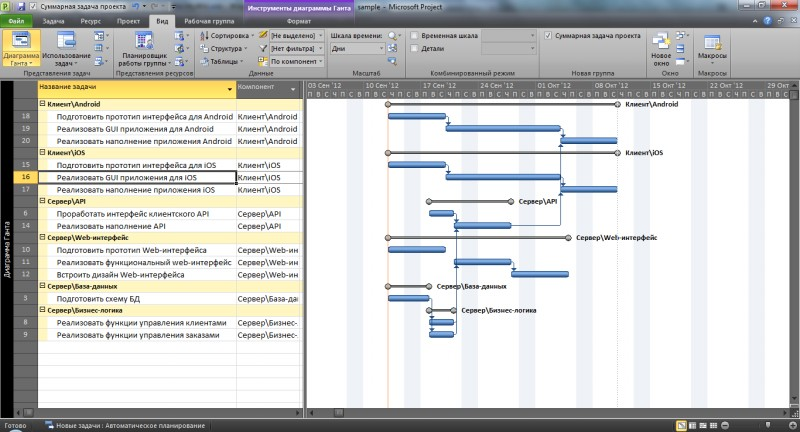 Суммарная задача проекта
Инструменты диаграммы Ганта
sample - Microsoft Project
Файл Задача Ресурс Проект Вид Рабочая группа Формат
Диаграмма Ганта
Использование задач
Представления задач
Планировщик работы группы
Представления ресурсов
Сортировка [Не выделено]
Структура [Нет фильтра]
Таблицы По компонент
Данные
Шкала времени:
Дни
Масштаб
Временная шкала
Детали
Комбинированный режим
Суммарная задача проекта
Новая группа
Новое окно
Окно
Макросы
Макросы
Название задачи Компонент
03 Сен '12 10 Сен '12 17 Сен '12 24 Сен '12 01 Окт '12 08 Окт '12 15 Окт '12 22 Окт '12 29 Ок
Клиент\Android
18 Подготовить прототип интерфейса для Android Клиент\Android
19 Реализовать GUI приложения для Android Клиент\Android
20 Реализовать наполнение приложения Android Клиент\Android
Клиент\iOS
15 Подготовить прототип интерфейса для iOS Клиент\iOS
16 Реализовать GUI приложения для iOS Клиент\iOS
17 Реализовать наполнение приложения iOS Клиент\iOS
Сервер\API
6 Проработать интерфейс клиентского API Сервер\API
14 Реализовать наполнение API Сервер\API
Сервер\Web-интерфейс
10 Подготовить прототип Web-интерфейса Сервер\Web-ин
11 Реализовать функциональный web-интерфейс Сервер\Web-ин
12 Встроить дизайн Web-интерфейса Сервер\Web-ин
Сервер\База-данных
3 Подготовить схему БД Сервер\База-да
Сервер\Бизнес-логика
8 Реализовать функции управления клиентами Сервер\Бизнес-
9 Реализовать функции управления заказами Сервер\Бизнес-
Клиент\Android
Клиент\iOS
Сервер\API
Сервер\Web-интерфейс
Сервер\База-данных
Сервер\Бизнес-логика
Диаграмма Ганта
Готово Новые задачи : Автоматическое планирование